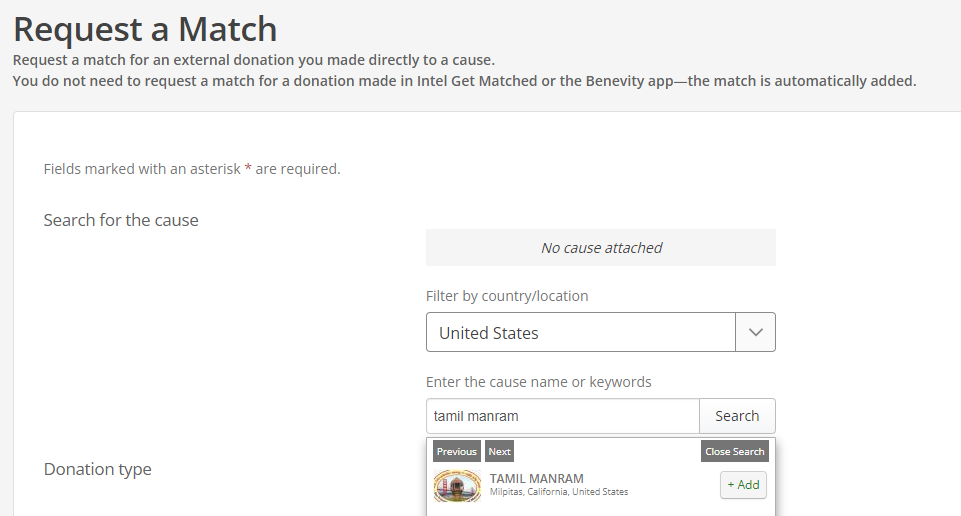 Request a Match
Request a match for an external donation you made directly to a cause.
You do not need to request a match for a donation made in Intel Get Matched or the Benevity app—the match is automatically added.
Fields marked with an asterisk * are required.
Search for the cause
No cause attached
Filter by country/location
United States
Enter the cause name or keywords
tamil manram
Search
Previous Next Close Search
Donation type
TAMIL MANRAM
Milpitas, California, United States
+ Add